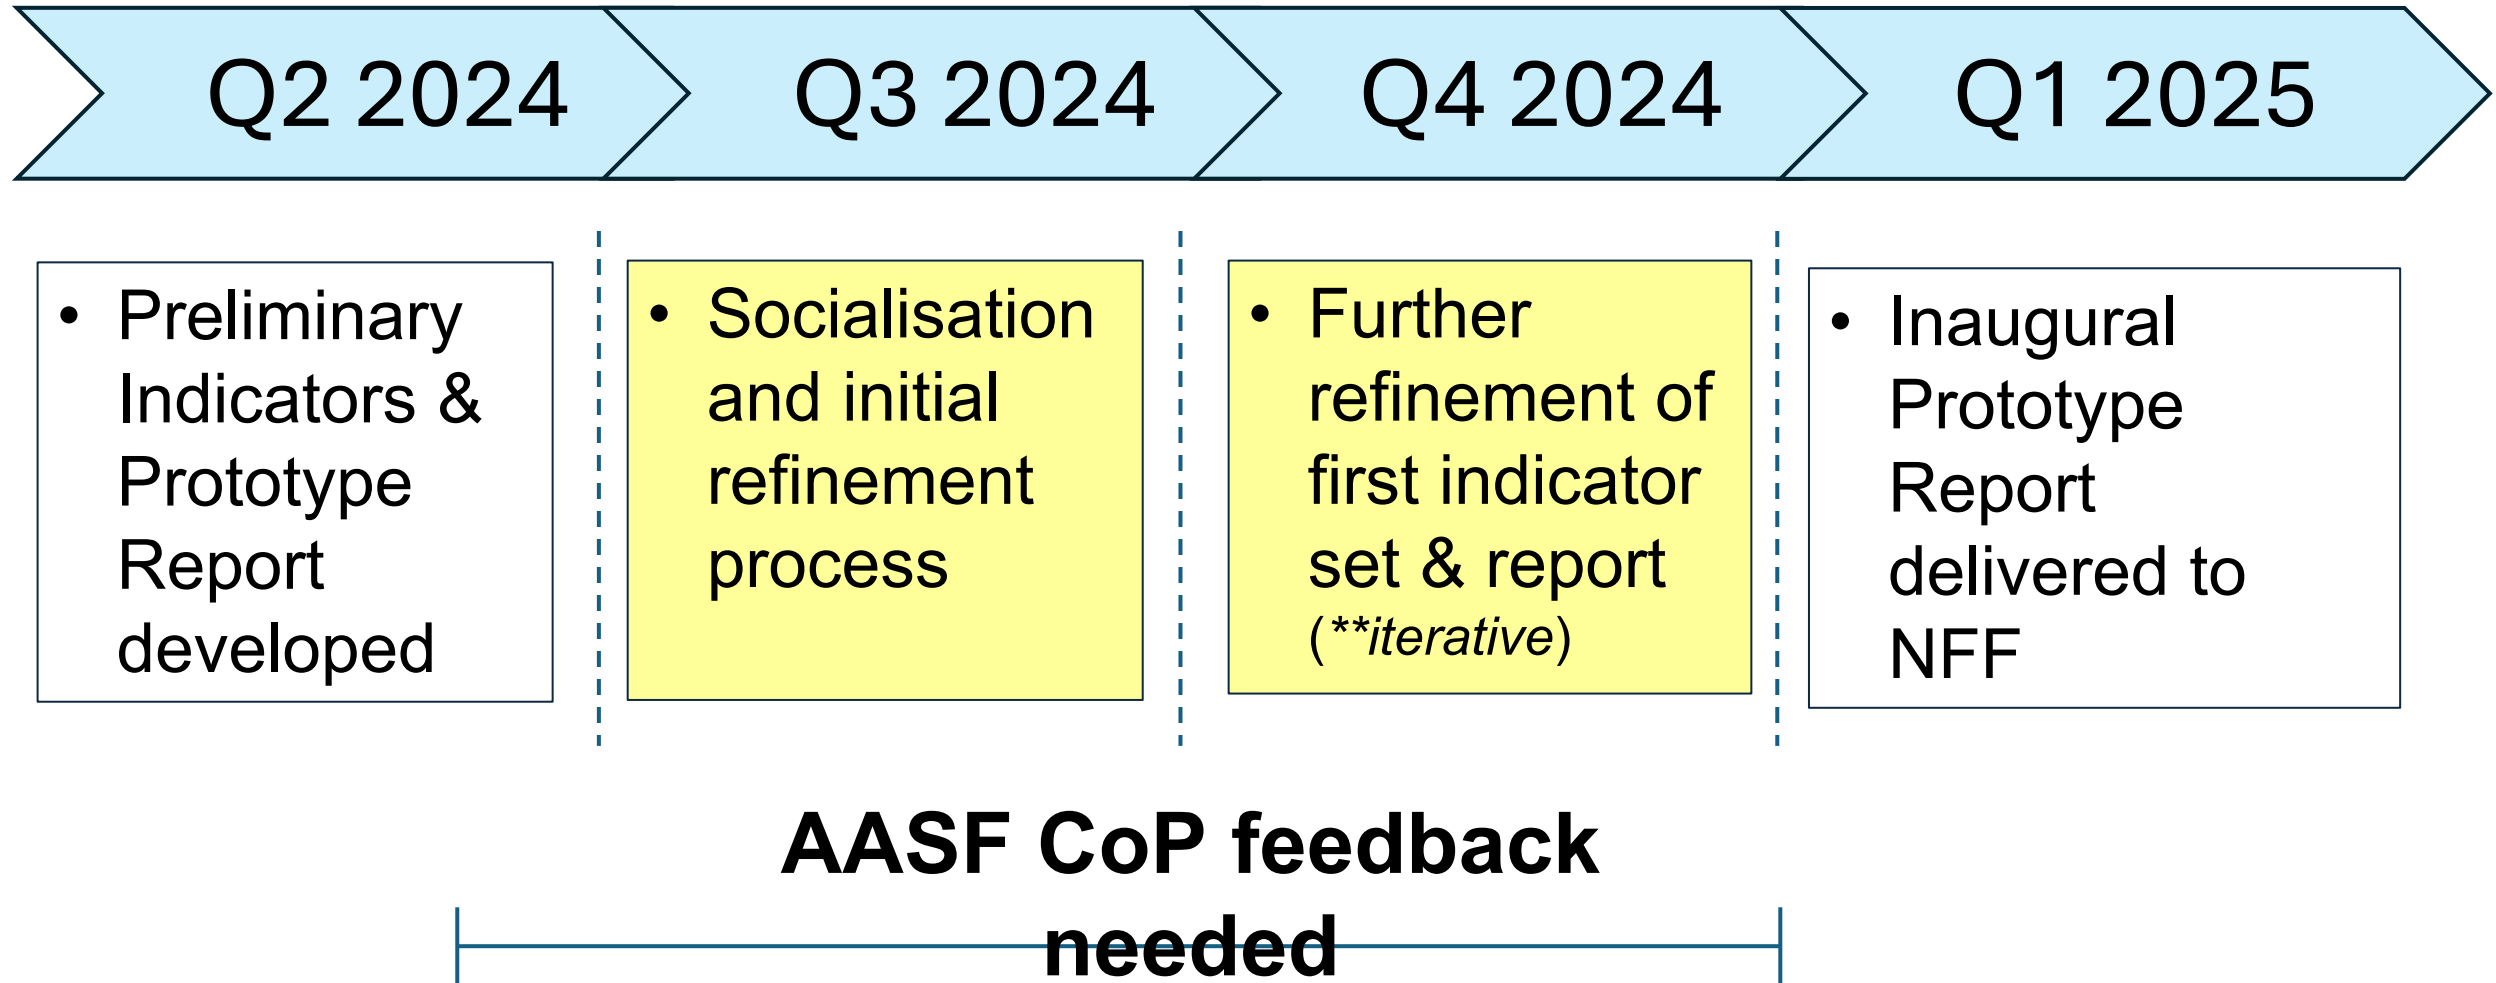 Q2 2024
Q3 2024
Q4 2024
Q1 2025
• Preliminary
Indicators &
Prototype
Report
developed
• Socialisation
and initial
refinement
process
• Further
refinement of
fist indicator
set & report
(**iterative)
• Inaugural
Prototype
Report
delivered to
NFF
AASF CoP feedback
needed